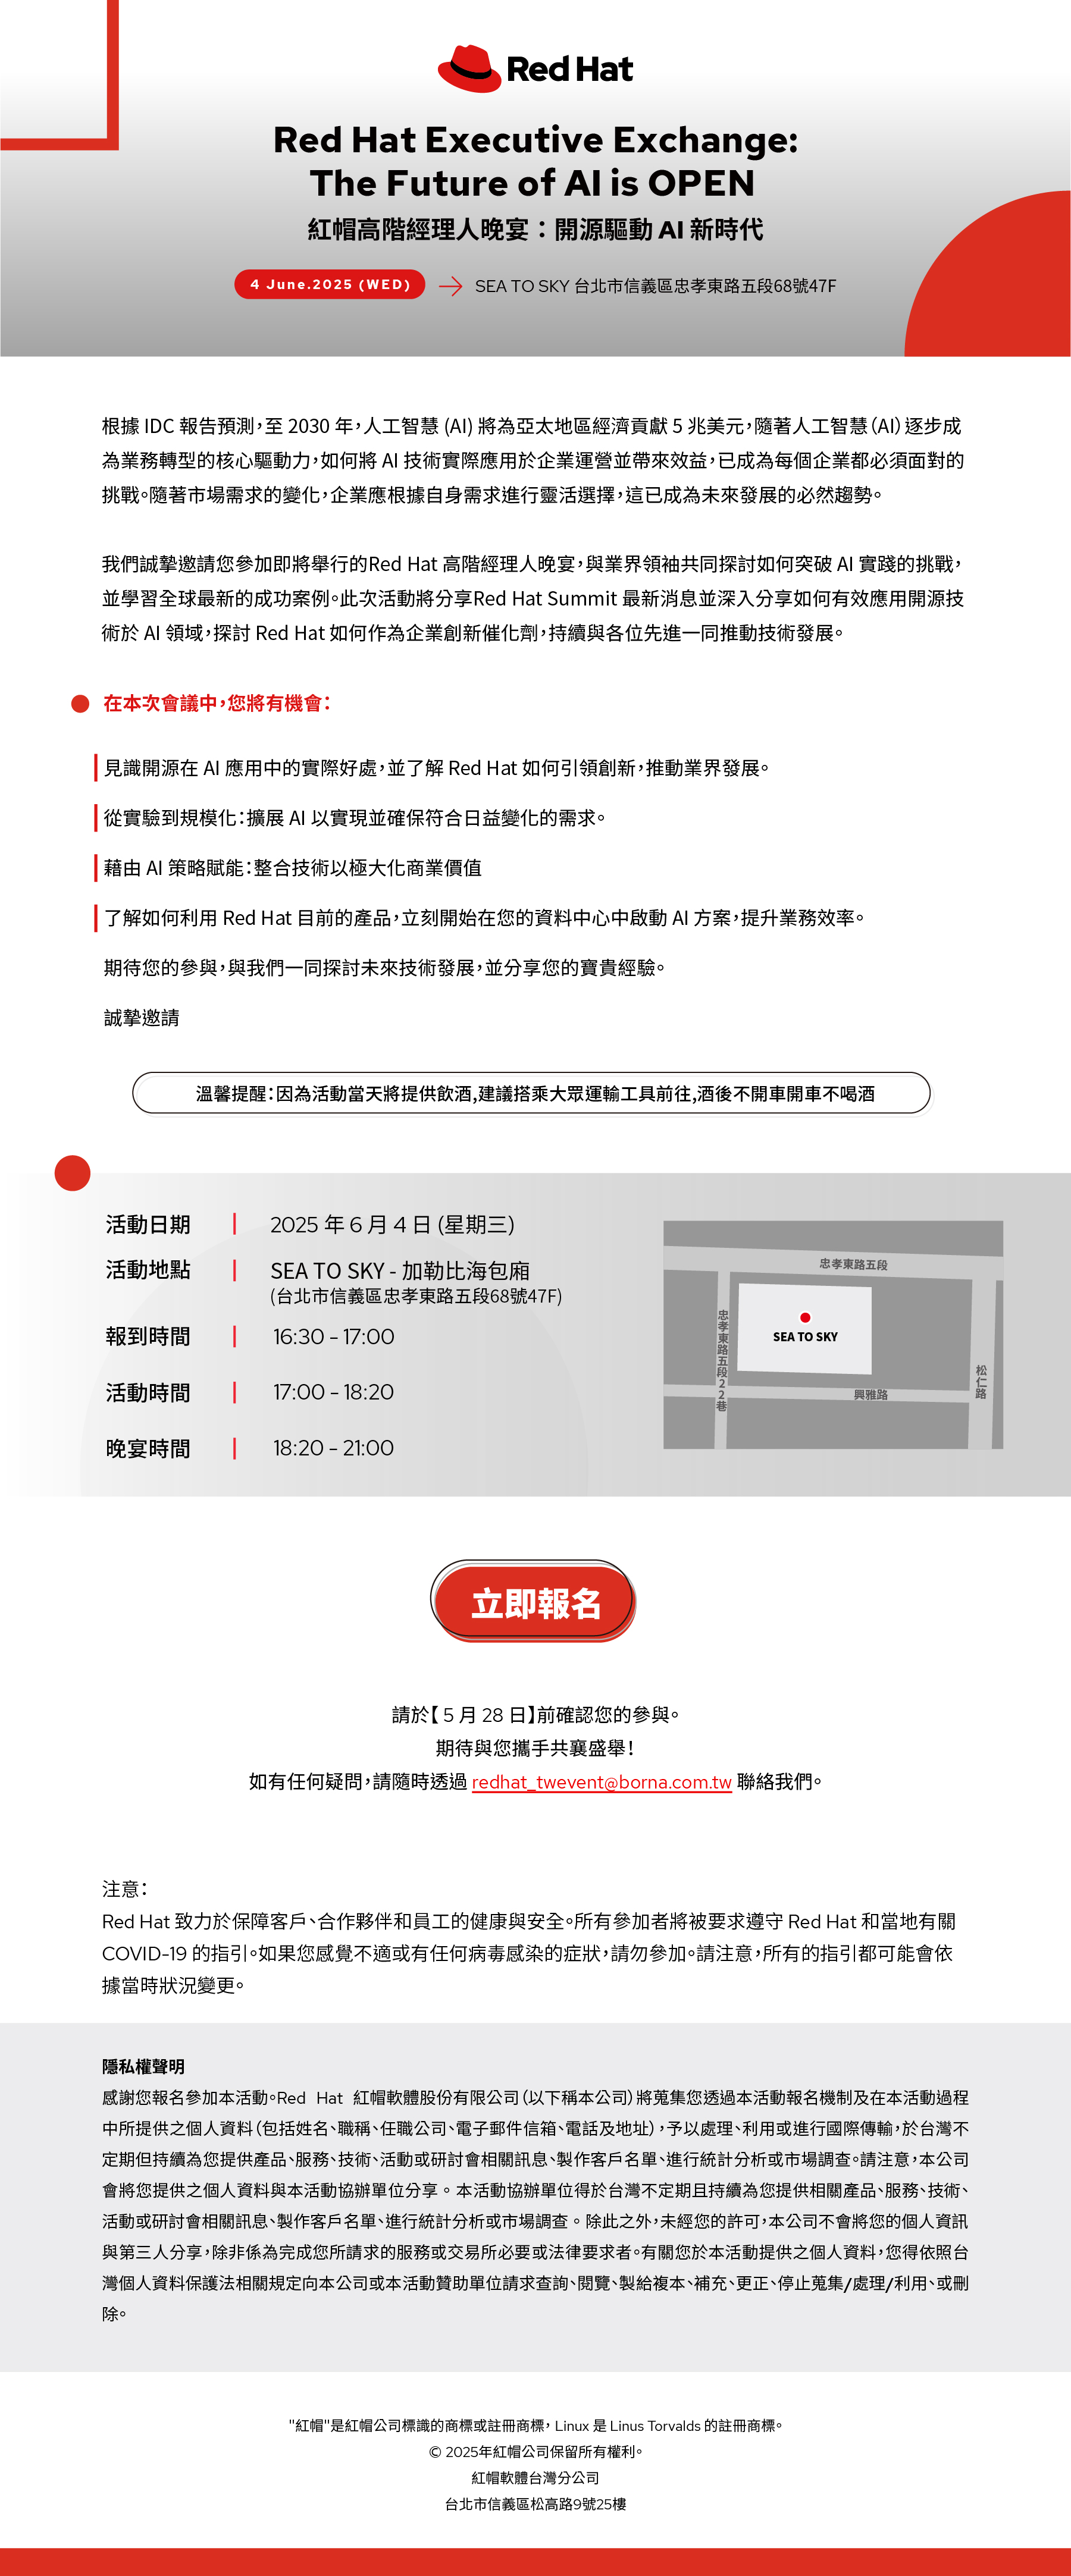 Red Hat
Red Hat Executive Exchange:
The Future of AI is OPEN
紅帽高階經理人晚宴：開源驅動 AI 新時代
4 June.2025 (WED)
SEA TO SKY 台北市信義區忠孝東路五段68號47F
根據 IDC 報告預測，至 2030 年，人工智慧 (AI) 將為亞太地區經濟貢獻 5 兆美元，隨著人工智慧（AI）逐步成
為業務轉型的核心驅動力，如何將 AI 技術實際應用於企業運營並帶來效益，已成為每個企業都必須面對的
挑戰。隨著市場需求的變化，企業應根據自身需求進行靈活選擇，這已成為未來發展的必然趨勢。
我們誠摯邀請您參加即將舉行的Red Hat 高階經理人晚宴，與業界領袖共同探討如何突破 AI 實踐的挑戰，
並學習全球最新的成功案例。此次活動將分享Red Hat Summit 最新消息並深入分享如何有效應用開源技
術於 AI 領域，探討 Red Hat 如何作為企業創新催化劑，持續與各位先進一同推動技術發展。
在本次會議中，您將有機會：
見識開源在 AI 應用中的實際好處，並了解 Red Hat 如何引領創新，推動業界發展。
從實驗到規模化：擴展 AI 以實現並確保符合日益變化的需求。
藉由 AI 策略賦能：整合技術以極大化商業價值
了解如何利用 Red Hat 目前的產品，立刻開始在您的資料中心中啟動 AI 方案，提升業務效率。
期待您的參與，與我們一同探討未來技術發展，並分享您的寶貴經驗。
誠摯邀請
溫馨提醒：因為活動當天將提供飲酒,建議搭乘大眾運輸工具前往,酒後不開車開車不喝酒
活動日期 2025 年 6 月 4 日 (星期三)
活動地點 SEA TO SKY - 加勒比海包廂
(台北市信義區忠孝東路五段68號47F)
報到時間 16:30 - 17:00
活動時間 17:00 - 18:20
晚宴時間 18:20 - 21:00
忠孝東路五段
忠孝東路五段22巷
SEA TO SKY
松仁路
興雅路
立即報名
請於【 5 月 28 日】前確認您的參與。
期待與您攜手共襄盛舉！
如有任何疑問，請隨時透過 redhat_twevent@borna.com.tw 聯絡我們。
注意：
Red Hat 致力於保障客戶、合作夥伴和員工的健康與安全。所有參加者將被要求遵守 Red Hat 和當地有關
COVID-19 的指引。如果您感覺不適或有任何病毒感染的症狀，請勿參加。請注意，所有的指引都可能會依
據當時狀況變更。
隱私權聲明
感謝您報名參加本活動。Red Hat 紅帽軟體股份有限公司（以下稱本公司）將蒐集您透過本活動報名機制及在本活動過程
中所提供之個人資料（包括姓名、職稱、任職公司、電子郵件信箱、電話及地址），予以處理、利用或進行國際傳輸，於台灣不
定期但持續為您提供產品、服務、技術、活動或研討會相關訊息、製作客戶名單、進行統計分析或市場調查。請注意，本公司
會將您提供之個人資料與本活動協辦單位分享 。 本活動協辦單位得於台灣不定期且持續為您提供相關產品、服務、技術、
活動或研討會相關訊息、製作客戶名單、進行統計分析或市場調查 。 除此之外，未經您的許可，本公司不會將您的個人資訊
與第三人分享，除非係為完成您所請求的服務或交易所必要或法律要求者。有關您於本活動提供之個人資料，您得依照台
灣個人資料保護法相關規定向本公司或本活動贊助單位請求查詢、閱覽、製給複本、補充、更正、停止蒐集/處理/利用、或刪
除。
"紅帽"是紅帽公司標識的商標或註冊商標， Linux 是 Linus Torvalds 的註冊商標。
© 2025年紅帽公司保留所有權利。
紅帽軟體台灣分公司
台北市信義區松高路9號25樓